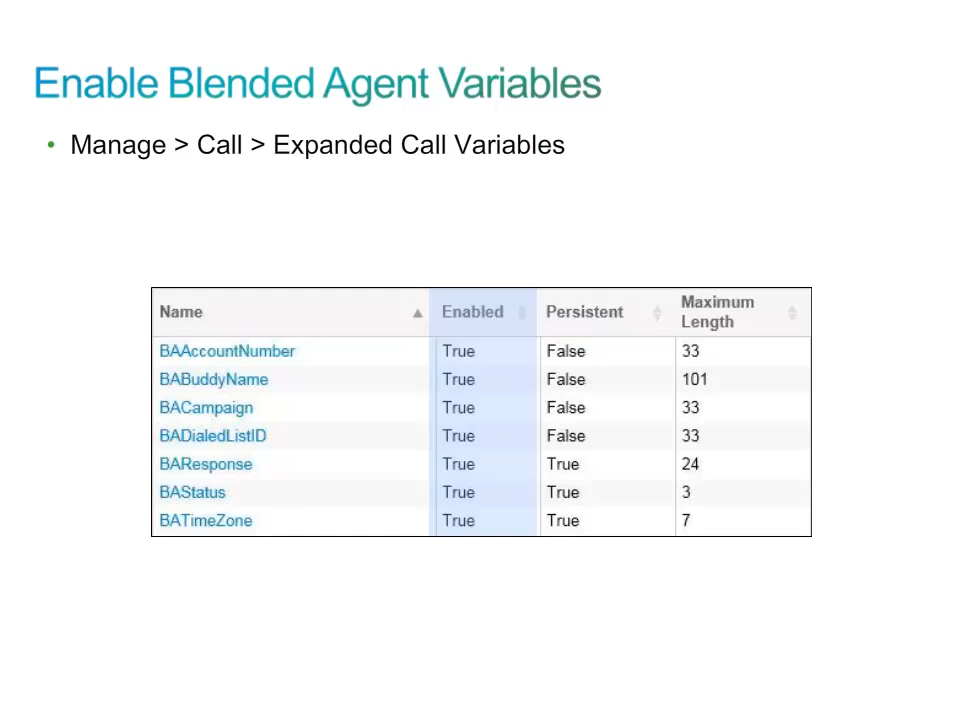 Enable Blended Agent Variables
• Manage > Call > Expanded Call Variables
Name ▲ Enabled Persistent Maximum Length
BAAccountNumber True False 33
BABuddyName True False 101
BACampaign True False 33
BADialedListID True False 33
BAResponse True True 24
BAStatus True True 3
BATimeZone True True 7